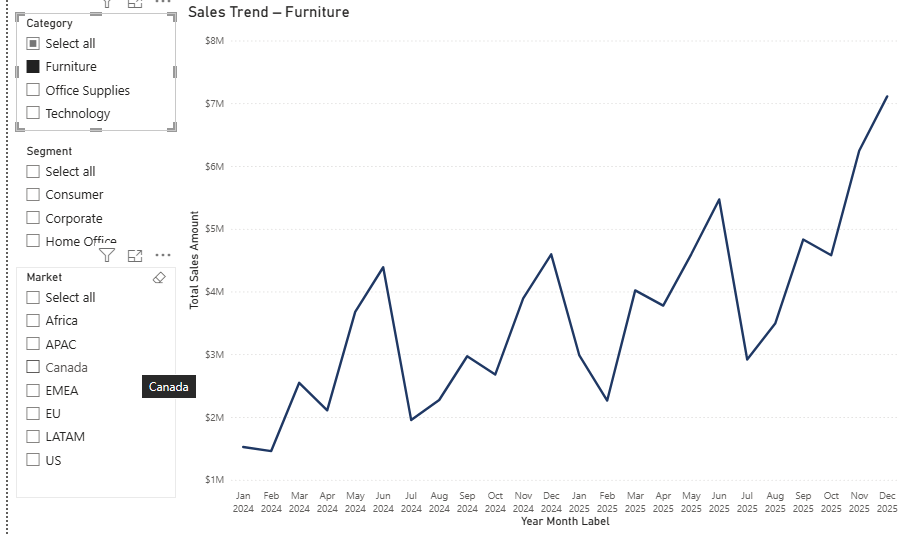 Sales Trend – Furniture
Category
Select all
Furniture
Office Supplies
Technology
Segment
Select all
Consumer
Corporate
Home Office
Market
Select all
Africa
APAC
Canada
EMEA
EU
LATAM
US
Canada
Total Sales Amount
$8M
$7M
$6M
$5M
$4M
$3M
$2M
$1M
Jan Feb Mar Apr May Jun Jul Aug Sep Oct Nov Dec Jan Feb Mar Apr May Jun Jul Aug Sep Oct Nov Dec
2024 2024 2024 2024 2024 2024 2024 2024 2024 2024 2024 2024 2025 2025 2025 2025 2025 2025 2025 2025 2025 2025 2025 2025
Year Month Label